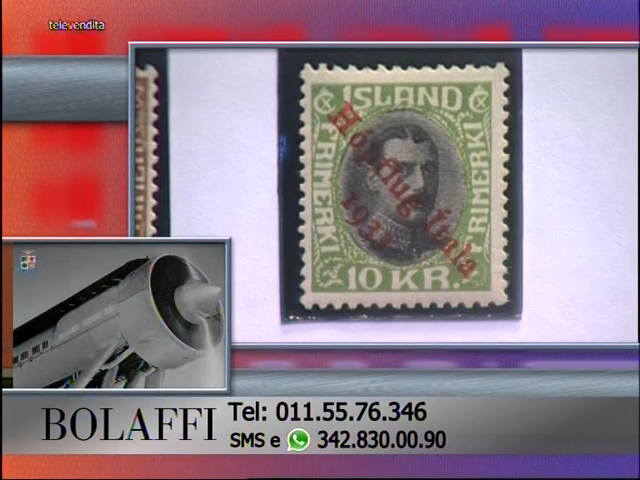 televendita
ISLAND
FRIMERKI
FRIMERKI
Hópflug Ítala
1933
10 KR.
BOLAFFI
Tel: 011.55.76.346
SMS e 342.830.00.90